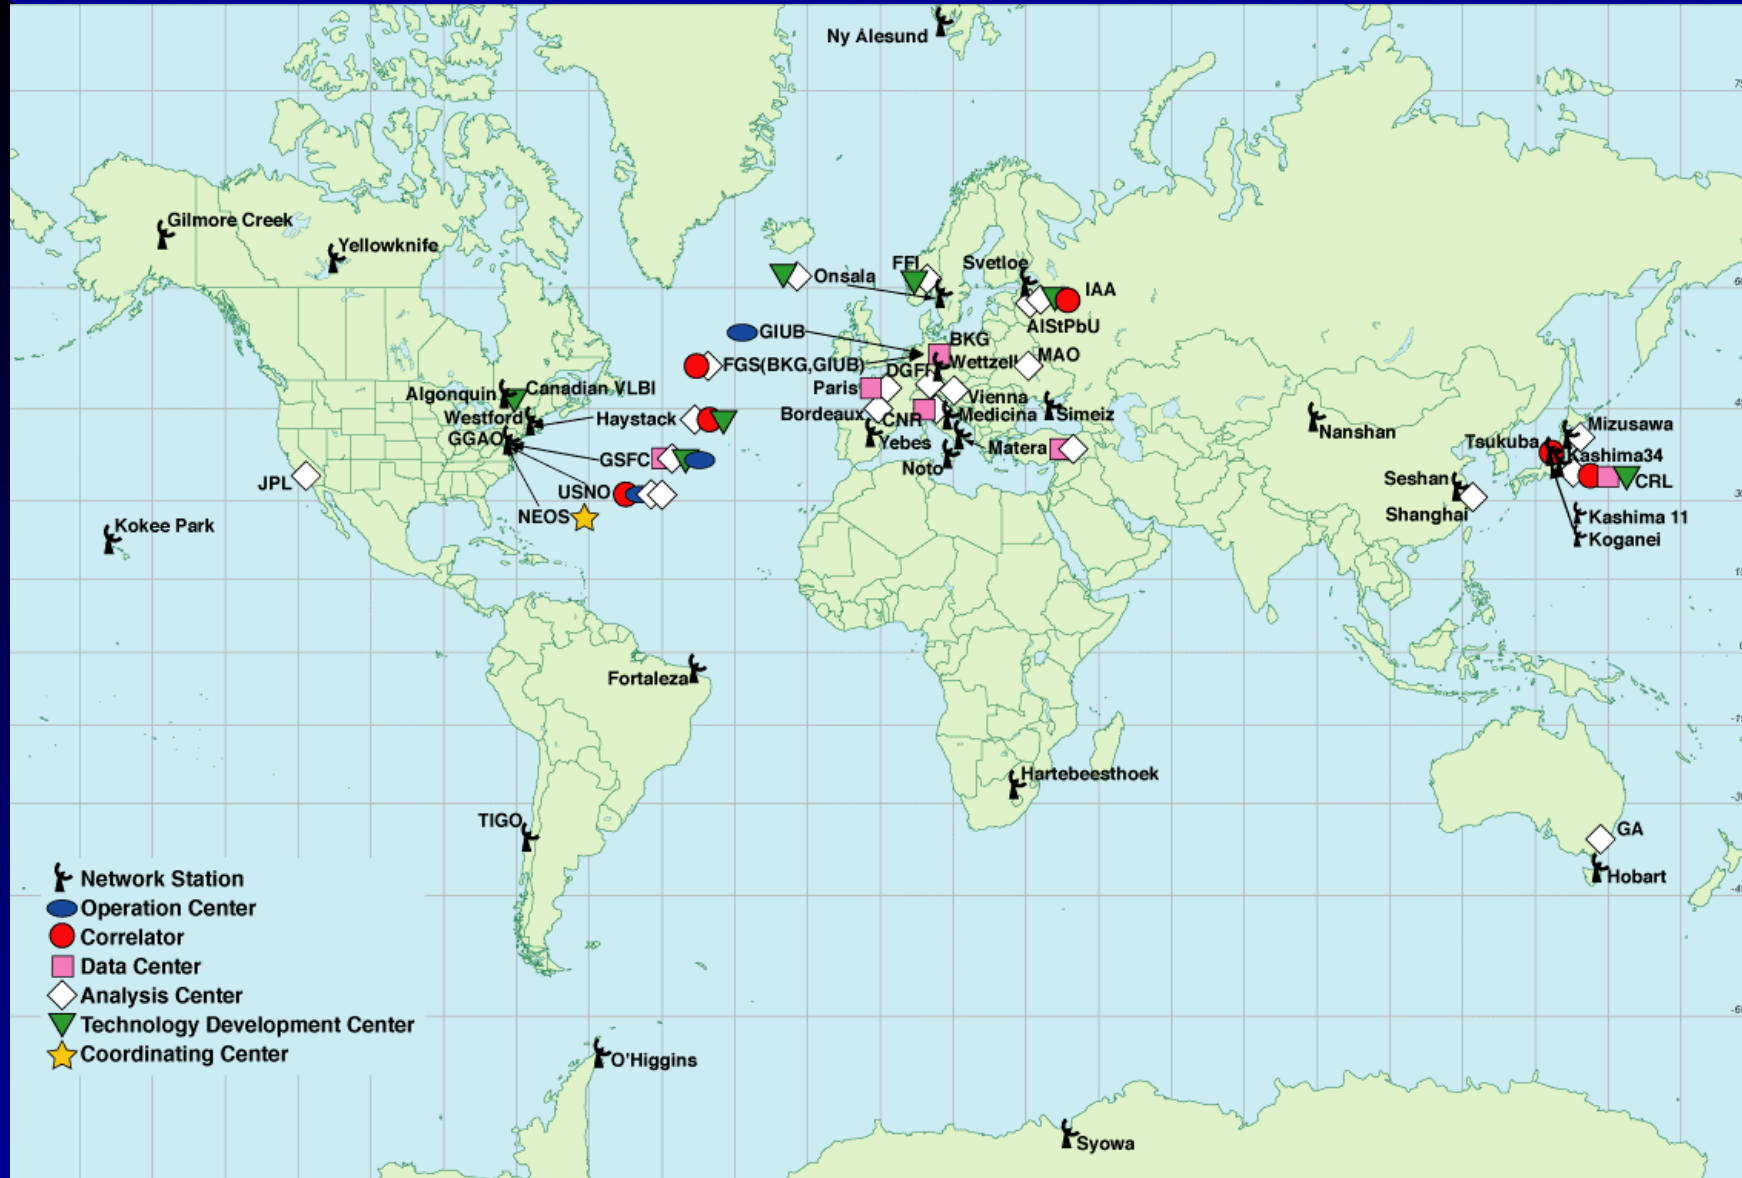 Ny Alesund
Gilmore Creek
Yellowknife
FFI
Svetloe
Onsala
IAA
AIStPbU
GIUB
BKG
FGS(BKG,GIUB)
Wettzell
MAO
DGFI
Paris
Algonquin
Canadian VLBI
Vienna
Westford
Haystack
Bordeaux
CNR
Medicina
Simeiz
Mizusawa
Nanshan
GGAO
Yebes
Matera
Tsukuba
Kashima34
GSFC
Noto
JPL
Seshan
CRL
USNO
NEOS
Shanghai
Kashima 11
Kokee Park
Koganei
Fortaleza
Hartebeesthoek
TIGO
GA
Hobart
Network Station
Operation Center
Correlator
Data Center
Analysis Center
Technology Development Center
Coordinating Center
O'Higgins
Syowa